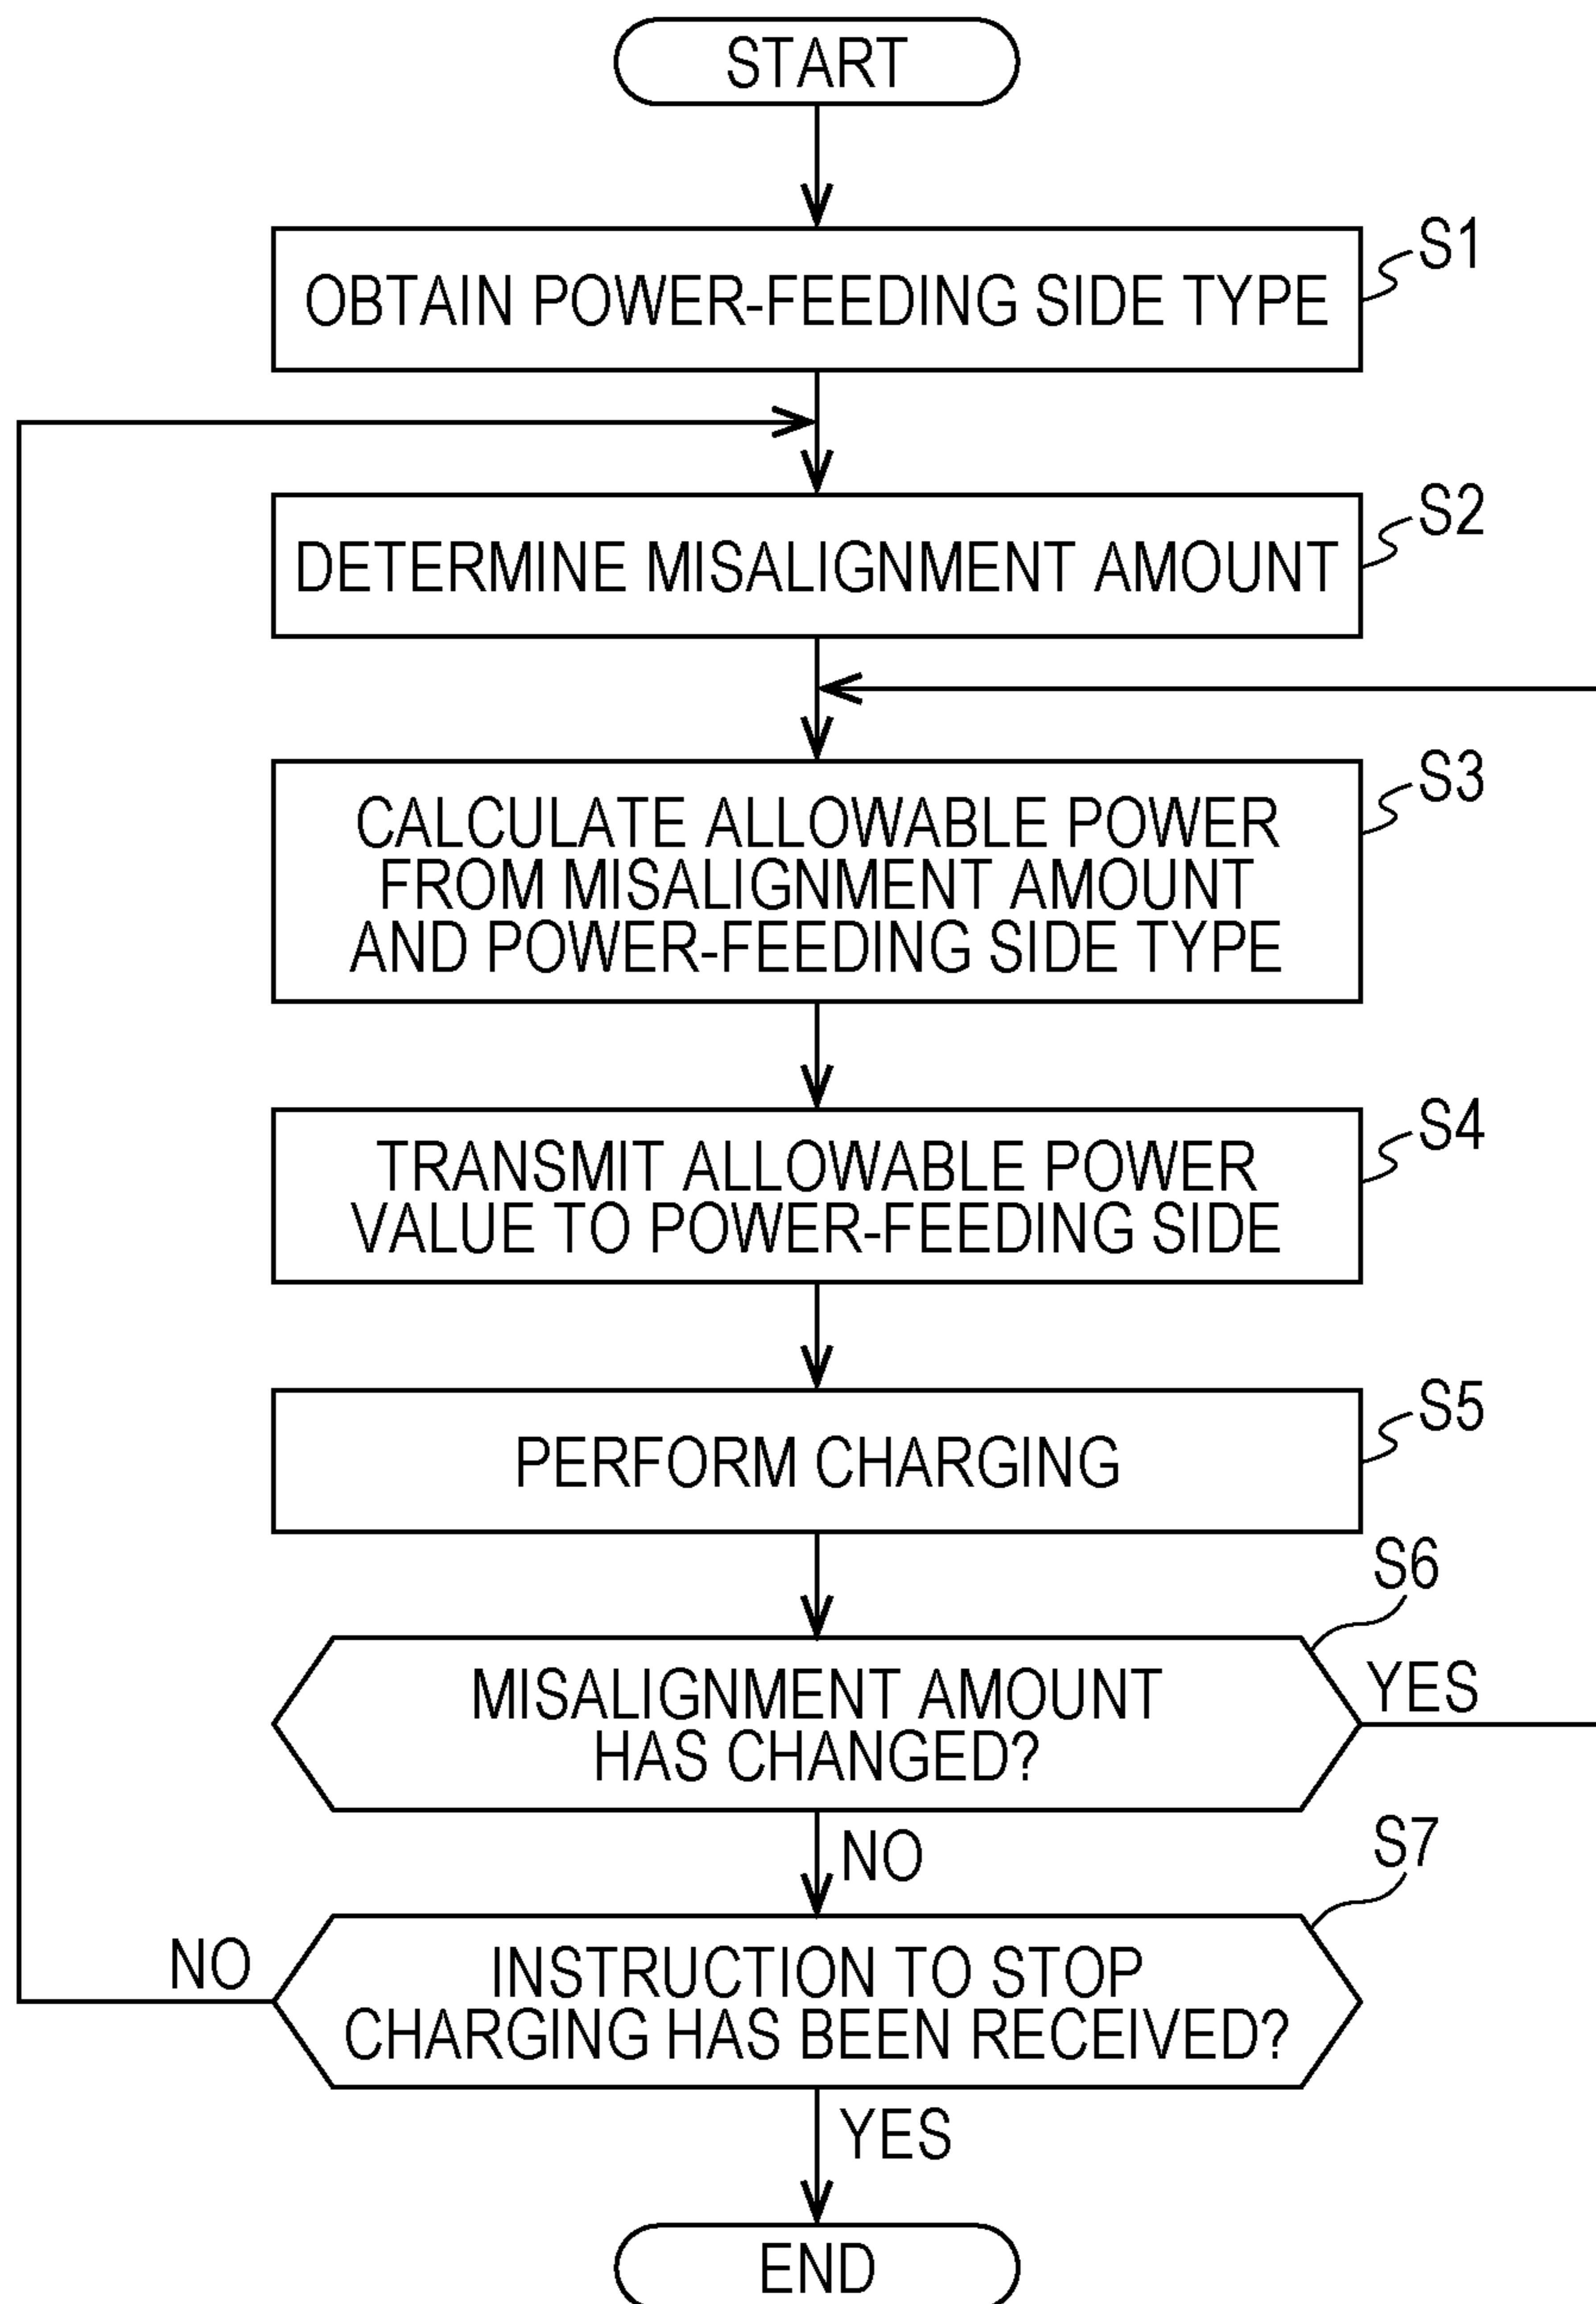 START
S1
OBTAIN POWER-FEEDING SIDE TYPE
S2
DETERMINE MISALIGNMENT AMOUNT
S3
CALCULATE ALLOWABLE POWER
FROM MISALIGNMENT AMOUNT
AND POWER-FEEDING SIDE TYPE
S4
TRANSMIT ALLOWABLE POWER
VALUE TO POWER-FEEDING SIDE
S5
PERFORM CHARGING
S6
MISALIGNMENT AMOUNT
HAS CHANGED?
YES
NO
S7
NO
INSTRUCTION TO STOP
CHARGING HAS BEEN RECEIVED?
YES
END